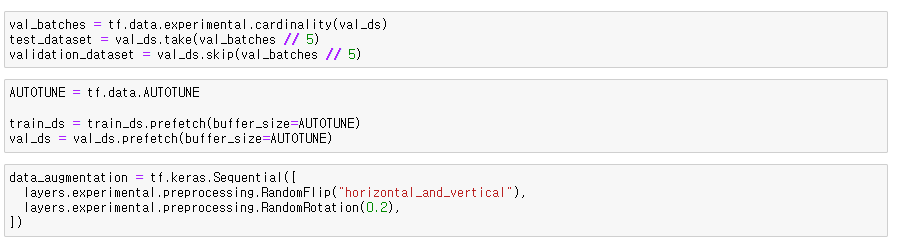 val_batches = tf.data.experimental.cardinality(val_ds)
test_dataset = val_ds.take(val_batches // 5)
validation_dataset = val_ds.skip(val_batches // 5)
AUTOTUNE = tf.data.AUTOTUNE
train_ds = train_ds.prefetch(buffer_size=AUTOTUNE)
val_ds = val_ds.prefetch(buffer_size=AUTOTUNE)
data_augmentation = tf.keras.Sequential([
  layers.experimental.preprocessing.RandomFlip("horizontal_and_vertical"),
  layers.experimental.preprocessing.RandomRotation(0.2),
])